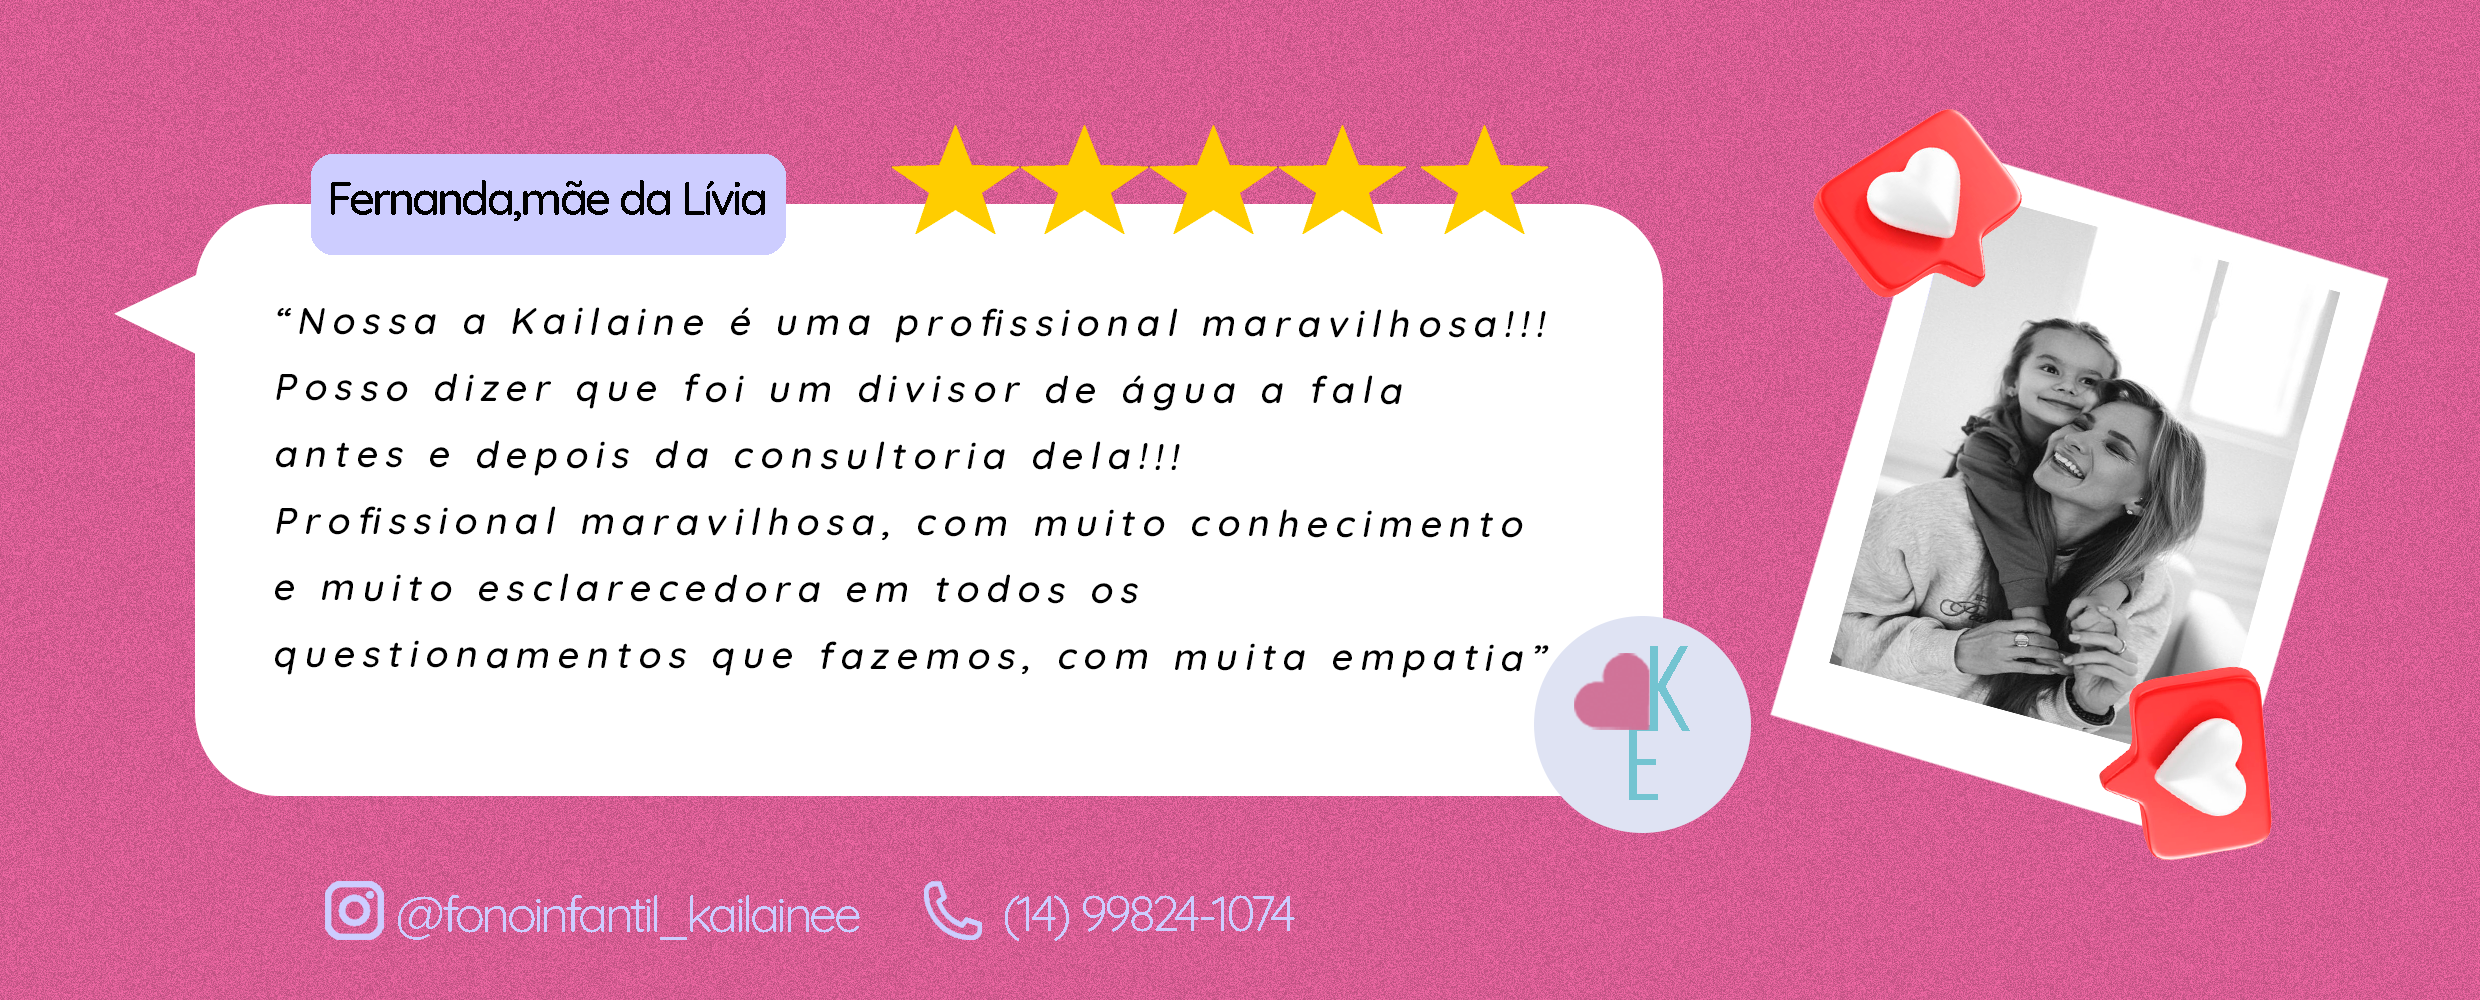 Fernanda,mãe da Lívia
“Nossa a Kailaine é uma profissional maravilhosa!!!
Posso dizer que foi um divisor de água a fala
antes e depois da consultoria dela!!!
Profissional maravilhosa, com muito conhecimento
e muito esclarecedora em todos os
questionamentos que fazemos, com muita empatia”
K
E
@fonoinfantil_kailainee
(14) 99824-1074